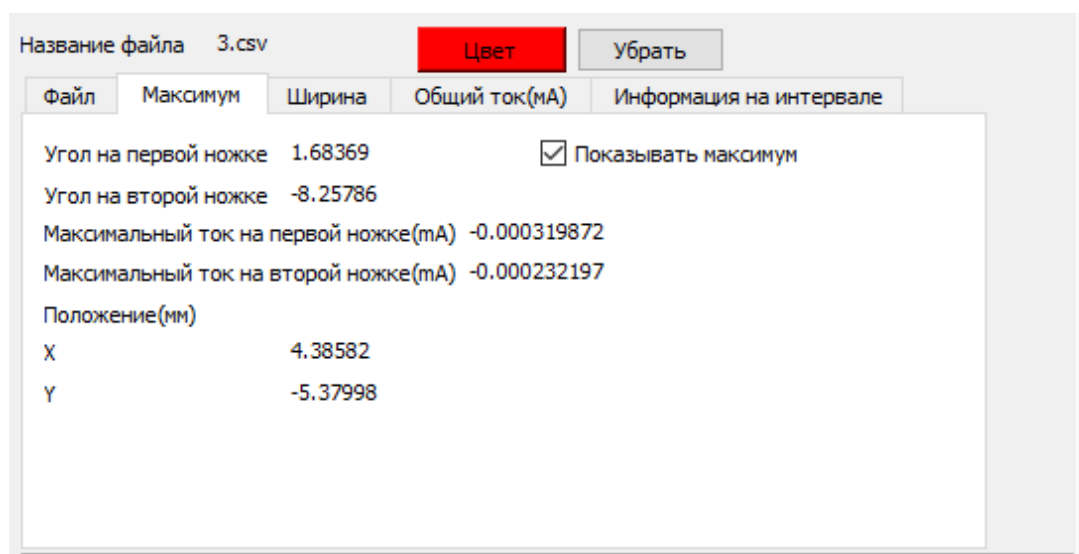 Название файла 3.csv Цвет Убрать
Файл Максимум Ширина Общий ток(мА) Информация на интервале
Угол на первой ножке 1.68369 Показывать максимум
Угол на второй ножке -8.25786
Максимальный ток на первой ножке(mA) -0.000319872
Максимальный ток на второй ножке(mA) -0.000232197
Положение(мм)
X 4.38582
Y -5.37998